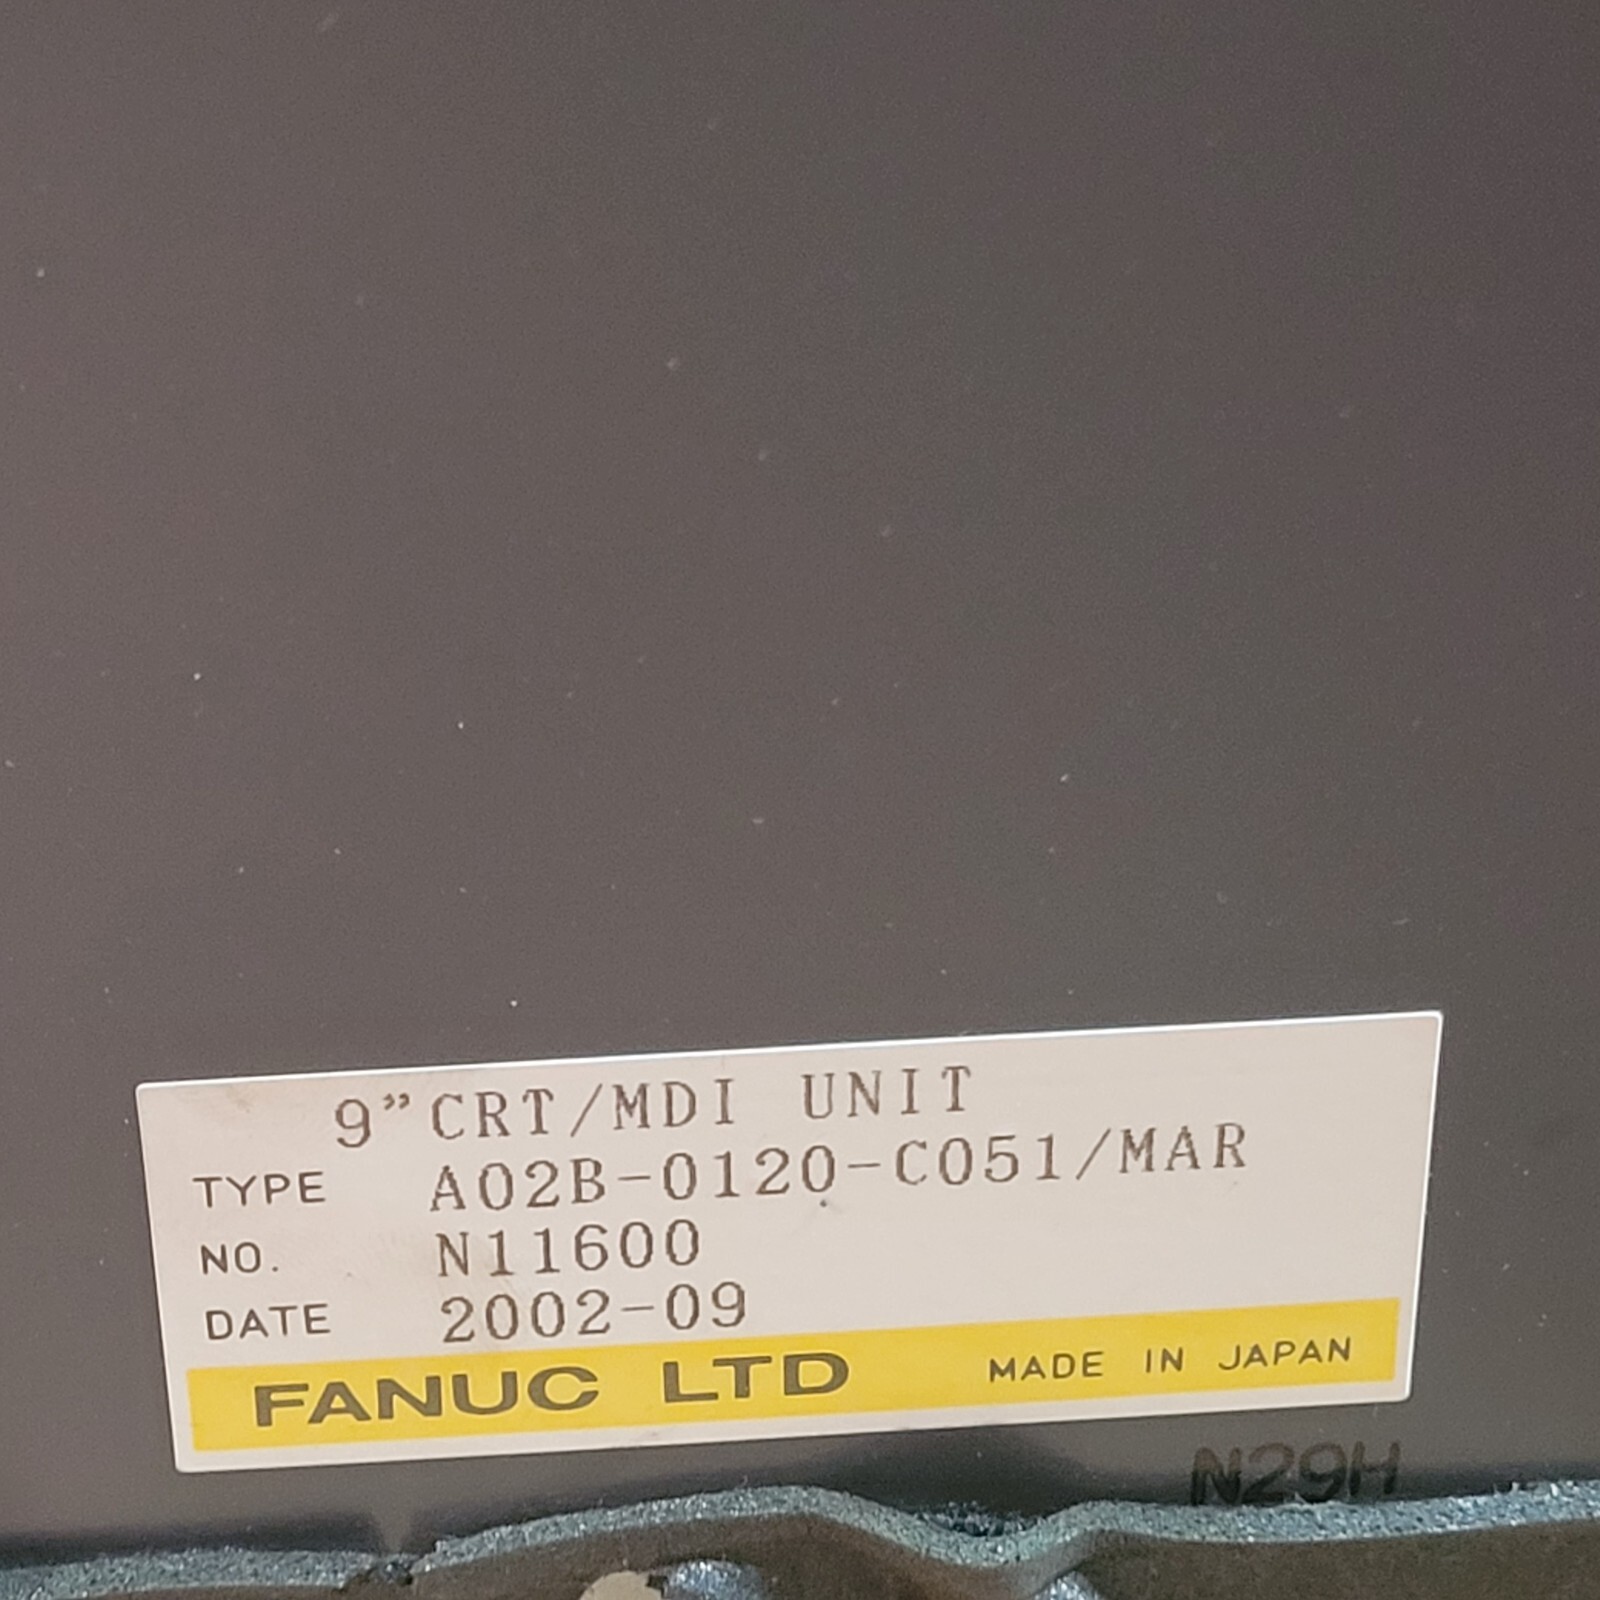 9”CRT/MDI UNIT
TYPE A02B-0120-C051/MAR
NO. N11600
DATE 2002-09
FANUC LTD MADE IN JAPAN
N29H